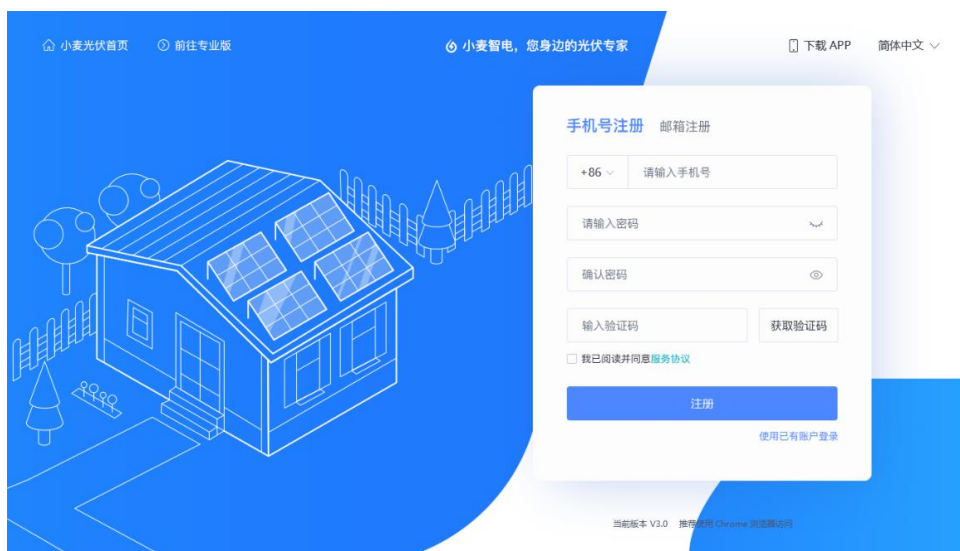 小麦光伏首页 前往专业版 小麦智电，您身边的光伏专家 下载 APP 简体中文
手机号注册 邮箱注册
+86 请输入手机号
请输入密码
确认密码
输入验证码 获取验证码
我已阅读并同意服务协议
注册
使用已有账户登录
当前版本 V3.0 推荐使用 Chrome 浏览器访问